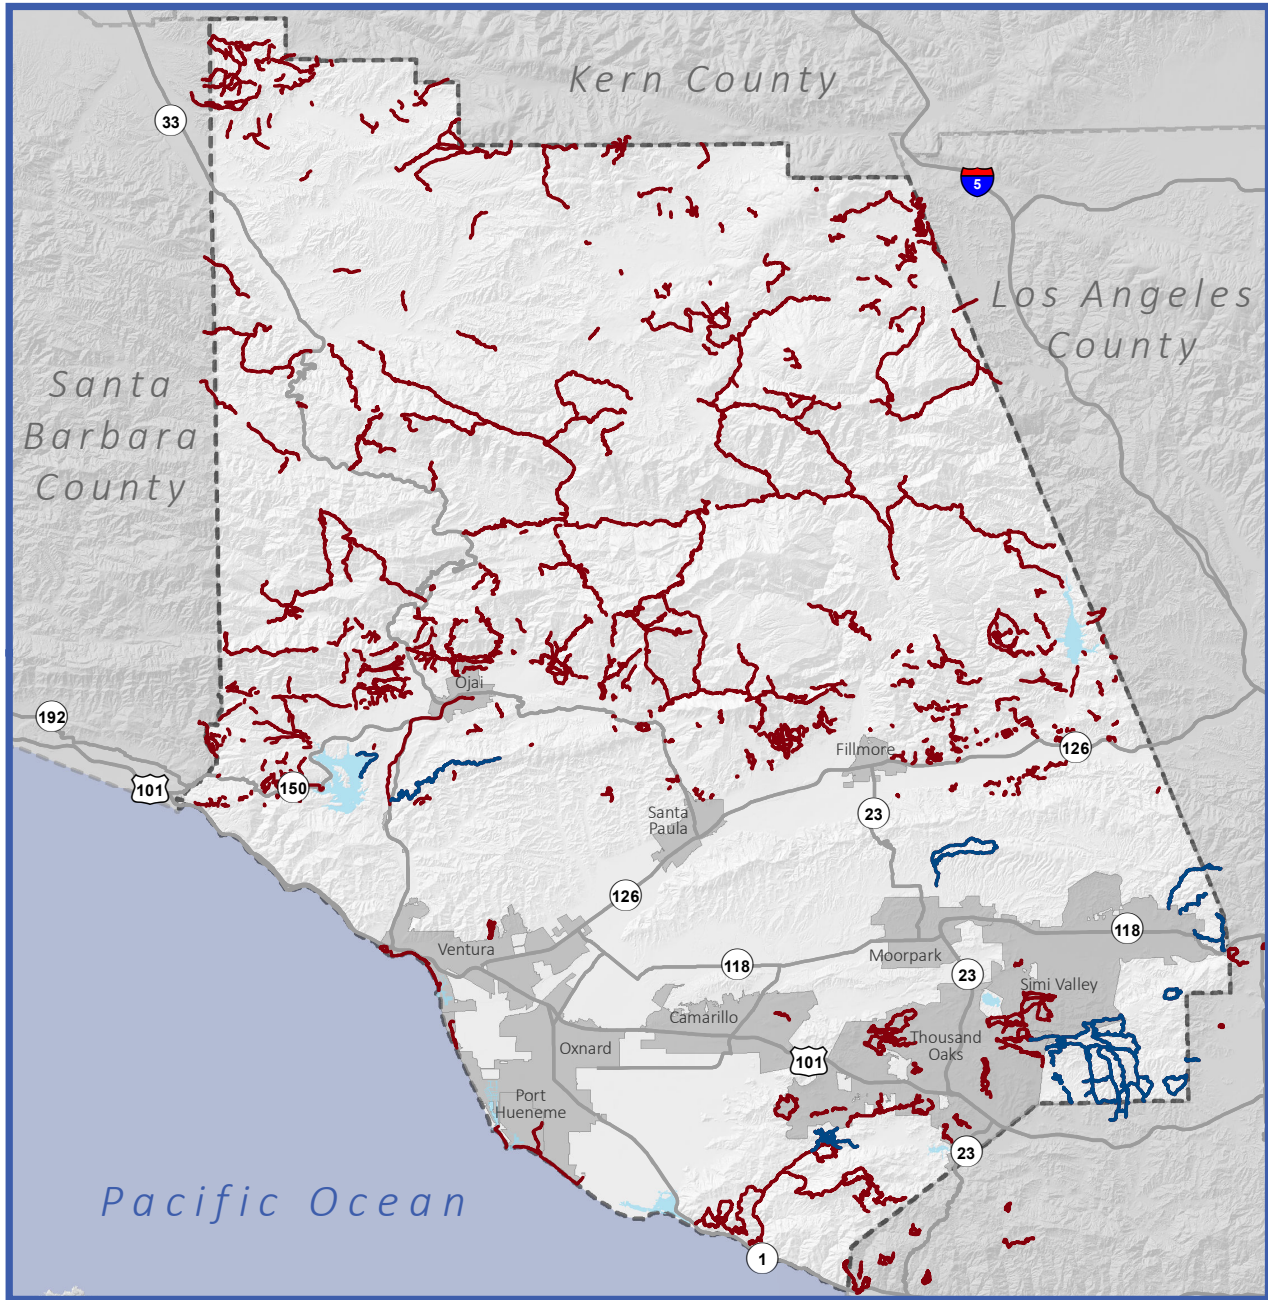 Kern County
33
5
Los Angeles
County
Santa
Barbara
County
Ojai
192
Fillmore
126
101
150
23
Santa
Paula
126
118
Ventura
Moorpark
118
23
Simi Valley
Camarillo
Thousand
Oaks
Oxnard
101
Port
Hueneme
23
Pacific Ocean
1